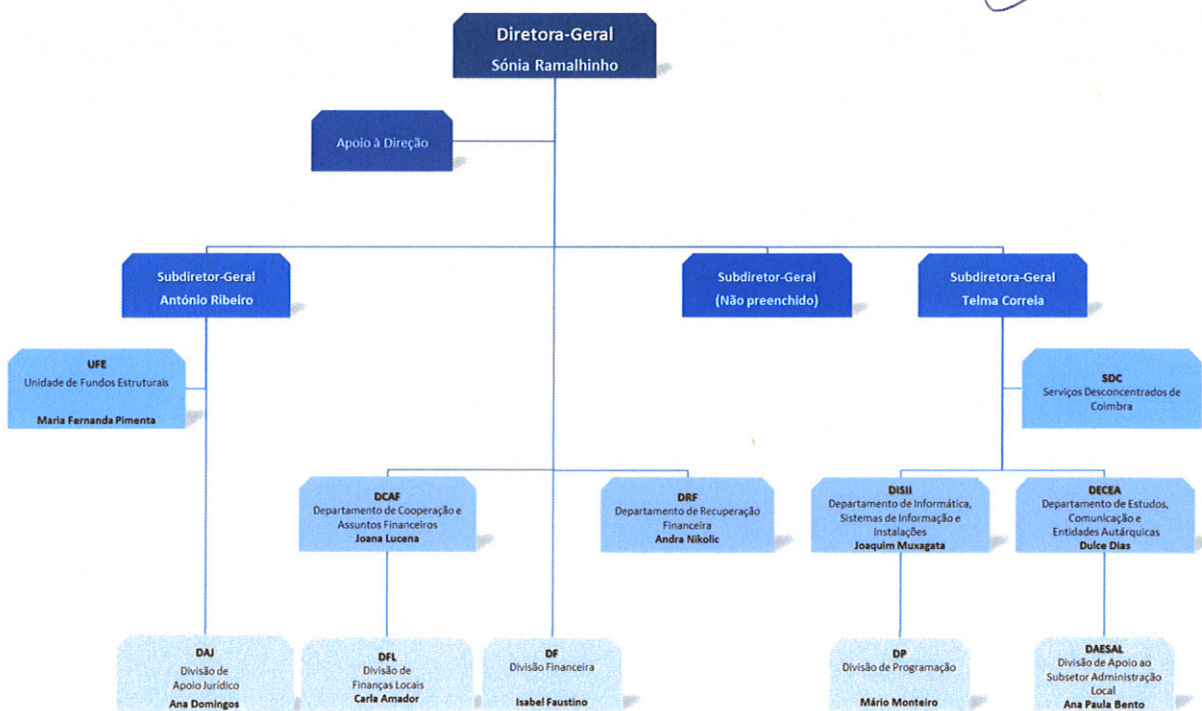 Diretora-Geral
Sónia Ramalhinho
Apoio à Direção
Subdiretor-Geral
António Ribeiro
Subdiretor-Geral
(Não preenchido)
Subdiretora-Geral
Telma Correia
UFE
Unidade de Fundos Estruturais
Maria Fernanda Pimenta
SDC
Serviços Desconcentrados de
Coimbra
DCAF
Departamento de Cooperação e
Assuntos Financeiros
Joana Lucena
DRF
Departamento de Recuperação
Financeira
Andra Nikolic
DISII
Departamento de Informática,
Sistemas de Informação e
Instalações
Joaquim Muxagata
DECEA
Departamento de Estudos,
Comunicação e
Entidades Autárquicas
Dulce Dias
DAJ
Divisão de
Apoio Jurídico
Ana Domingos
DFL
Divisão de
Finanças Locais
Carla Amador
DF
Divisão Financeira
Isabel Faustino
DP
Divisão de Programação
Mário Monteiro
DAESAL
Divisão de Apoio ao
Subsetor Administração
Local
Ana Paula Bento